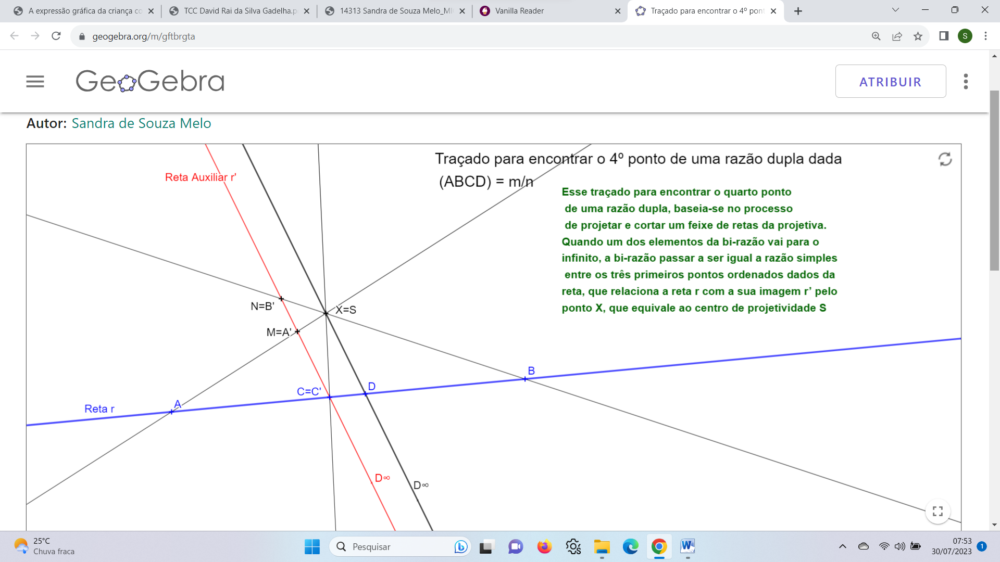 A expressão gráfica da criança co
TCC David Rai da Silva Gadelha.p
14313 Sandra de Souza Melo_MI
Vanilla Reader
Traçado para encontrar o 4º pont
geogebra.org/m/gftbrgta
S
GeoGebra
ATRIBUIR
Autor: Sandra de Souza Melo
Traçado para encontrar o 4º ponto de uma razão dupla dada
(ABCD) = m/n
Reta Auxiliar r'
Esse traçado para encontrar o quarto ponto
de uma razão dupla, baseia-se no processo
de projetar e cortar um feixe de retas da projetiva.
Quando um dos elementos da bi-razão vai para o
infinito, a bi-razão passar a ser igual a razão simples
entre os três primeiros pontos ordenados dados da
reta, que relaciona a reta r com a sua imagem r’ pelo
ponto X, que equivale ao centro de projetividade S
N=B'
X=S
M=A'
B
D
C=C'
A
Reta r
D∞
D∞
25°C
Chuva fraca
Pesquisar
07:53
30/07/2023
1